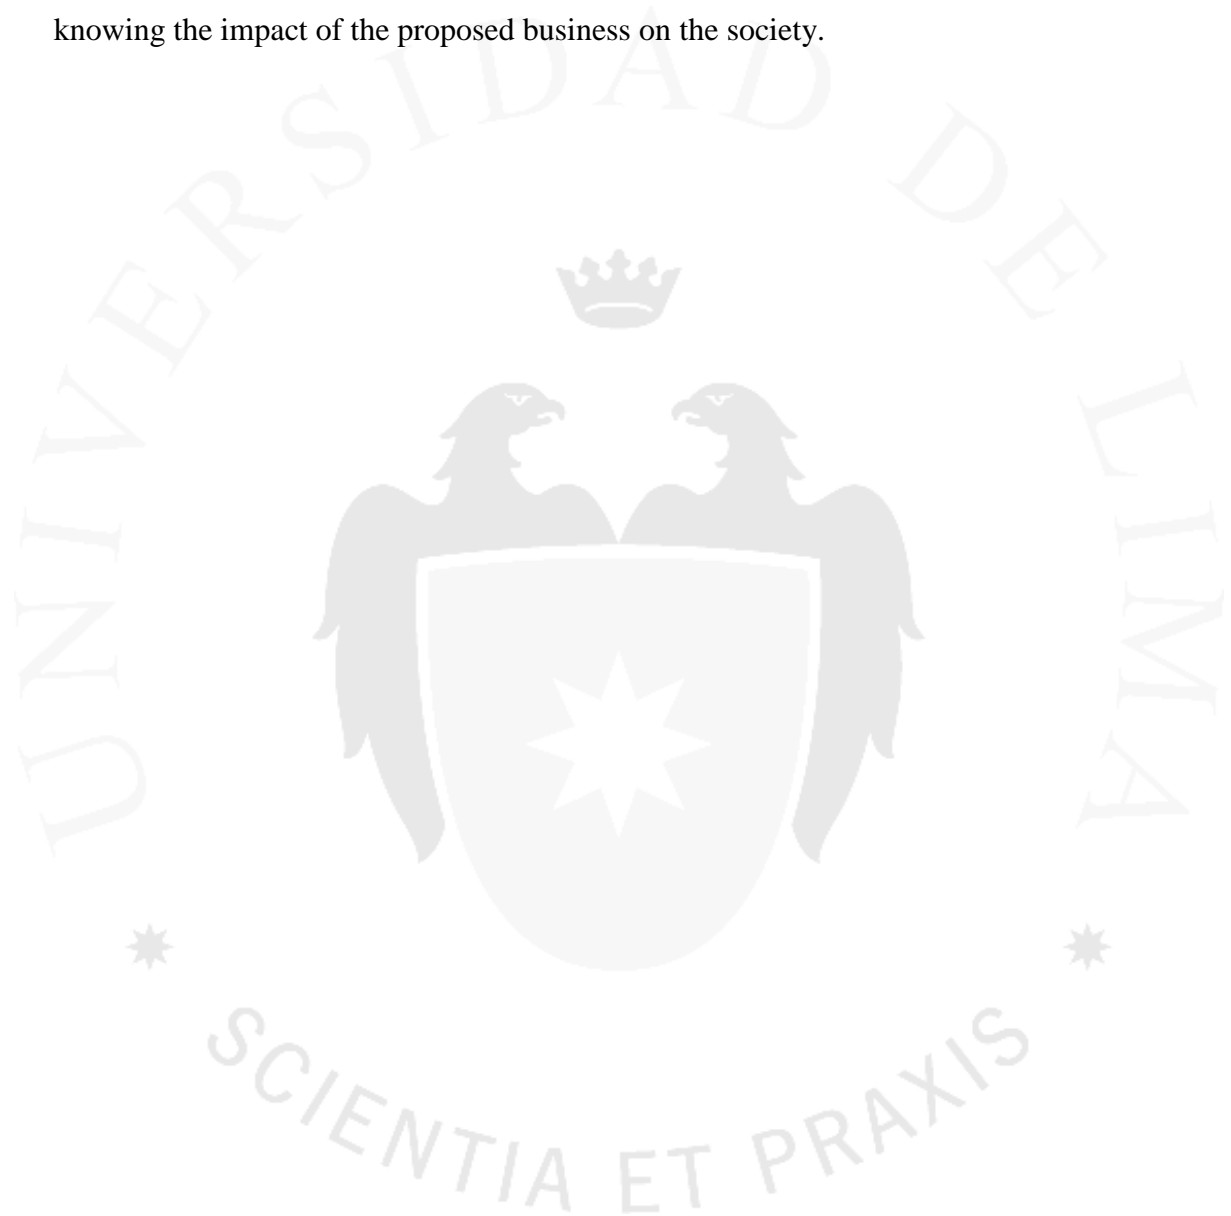 knowing the impact of the proposed business on the society.
UNIVERSIDAD DE LIMA
SCIENTIA ET PRAXIS